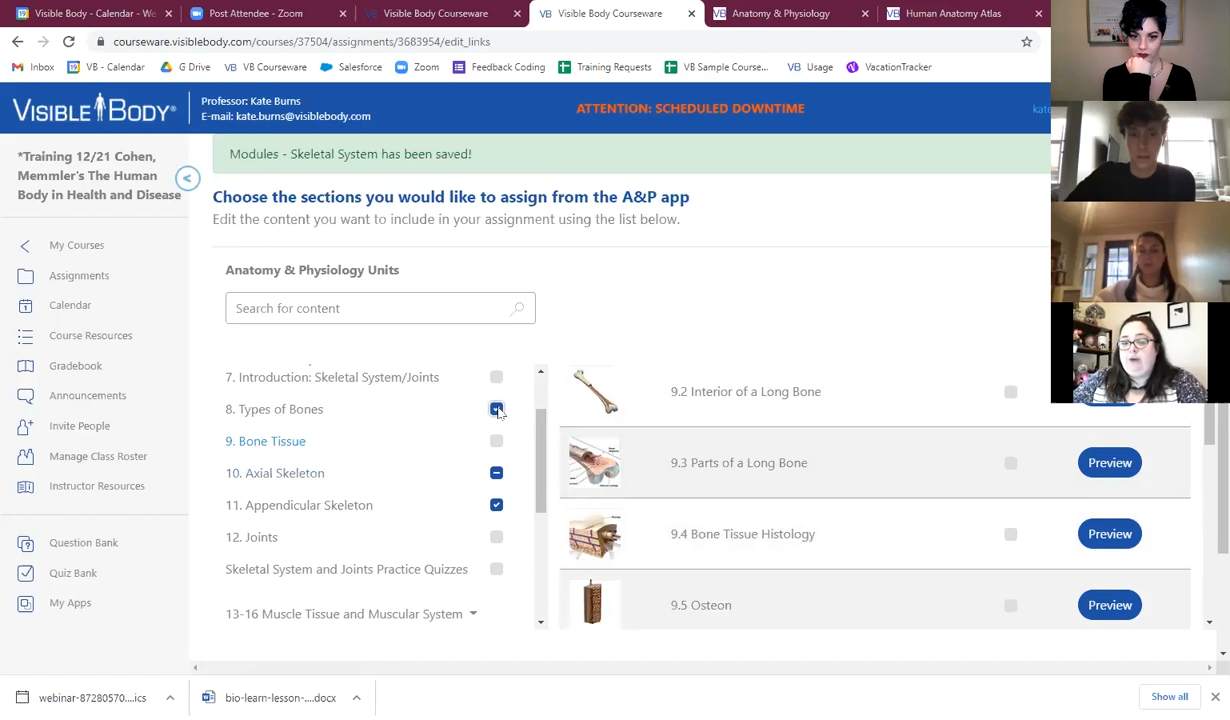 Visible Body - Calendar - We
Post Attendee - Zoom
Visible Body Courseware
Visible Body Courseware
Anatomy & Physiology
Human Anatomy Atlas
courseware.visiblebody.com/courses/37504/assignments/3683954/edit_links
Inbox
VB - Calendar
G Drive
VB Courseware
Salesforce
Zoom
Feedback Coding
Training Requests
VB Sample Course...
Usage
VacationTracker
VISIBLE BODY®
Professor: Kate Burns
E-mail: kate.burns@visiblebody.com
ATTENTION: SCHEDULED DOWNTIME
kate
*Training 12/21 Cohen,
Memmler's The Human
Body in Health and Disease
My Courses
Assignments
Calendar
Course Resources
Gradebook
Announcements
Invite People
Manage Class Roster
Instructor Resources
Question Bank
Quiz Bank
My Apps
Modules - Skeletal System has been saved!
Choose the sections you would like to assign from the A&P app
Edit the content you want to include in your assignment using the list below.
Anatomy & Physiology Units
Search for content
7. Introduction: Skeletal System/Joints
8. Types of Bones
9. Bone Tissue
10. Axial Skeleton
11. Appendicular Skeleton
12. Joints
Skeletal System and Joints Practice Quizzes
13-16 Muscle Tissue and Muscular System
9.2 Interior of a Long Bone
9.3 Parts of a Long Bone
Preview
9.4 Bone Tissue Histology
Preview
9.5 Osteon
Preview
webinar-87280570....ics
bio-learn-lesson-....docx
Show all